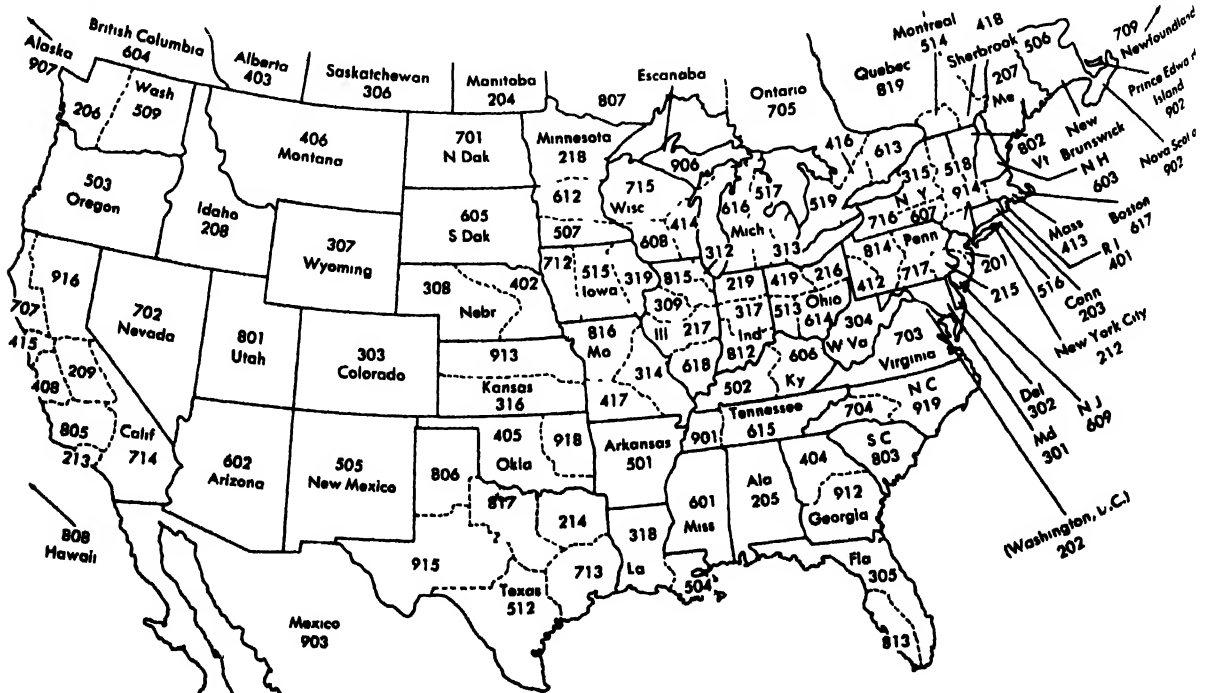 British Columbia
604
Alaska
907
Alberta
403
Saskatchewan
306
Manitoba
204
807
Escanaba
Ontario
705
Quebec
819
Montreal
514
418
Sherbrook
506
709
Newfoundland
Prince Edwa
Island
902
Nova Scot
902
New
Brunswick
207
Me
802
Vt
N H
603
Boston
617
Mass
413
R I
401
Conn
203
516
New York City
212
201
215
N J
609
Del
302
Md
301
(Washington, D.C.)
202
206
Wash
509
503
Oregon
Idaho
208
406
Montana
307
Wyoming
701
N Dak
605
S Dak
308
402
Nebr
Minnesota
218
612
507
906
715
Wisc
414
608
517
616
Mich
313
519
416
613
315
518
N Y
914
716
607
814
Penn
412
717
712
515
Iowa
319
312
815
309
Ill
217
618
219
317
Ind
812
419
216
513
Ohio
614
304
W Va
703
Virginia
606
Ky
502
916
707
415
408
209
805
213
Calif
714
702
Nevada
801
Utah
303
Colorado
913
Kansas
316
816
Mo
314
417
602
Arizona
505
New Mexico
405
Okla
918
806
817
214
915
713
Texas
512
Arkansas
501
318
La
504
901
Tennessee
615
601
Miss
Ala
205
404
912
Georgia
704
N C
919
S C
803
Fla
305
813
808
Hawaii
Mexico
903